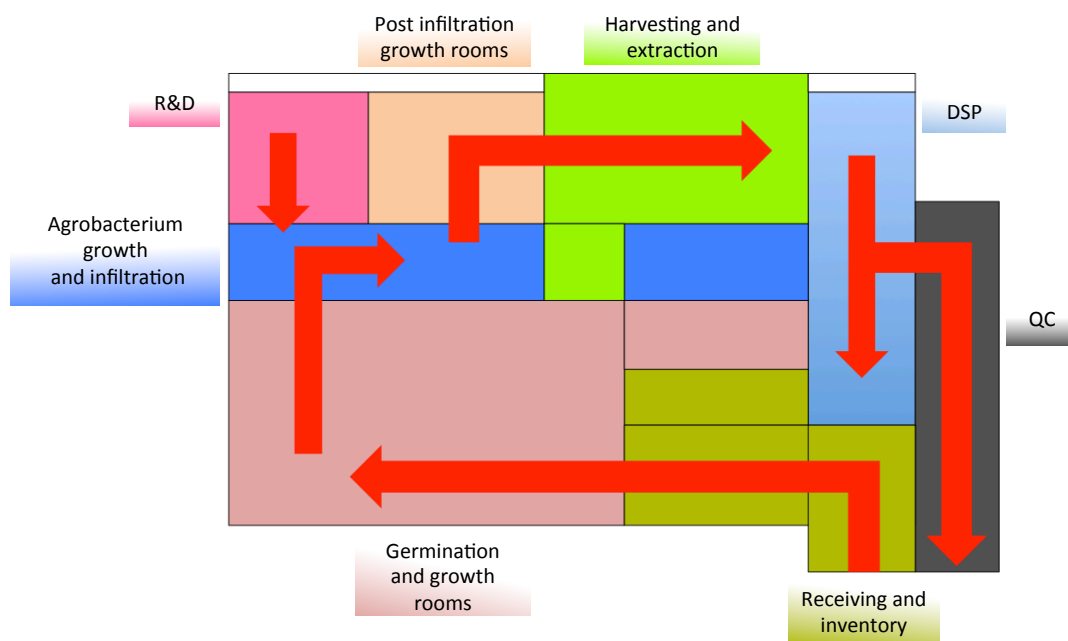 Post infiltration
growth rooms
Harvesting and
extraction
R&D
DSP
Agrobacterium
growth
and infiltration
QC
Germination
and growth
rooms
Receiving and
inventory